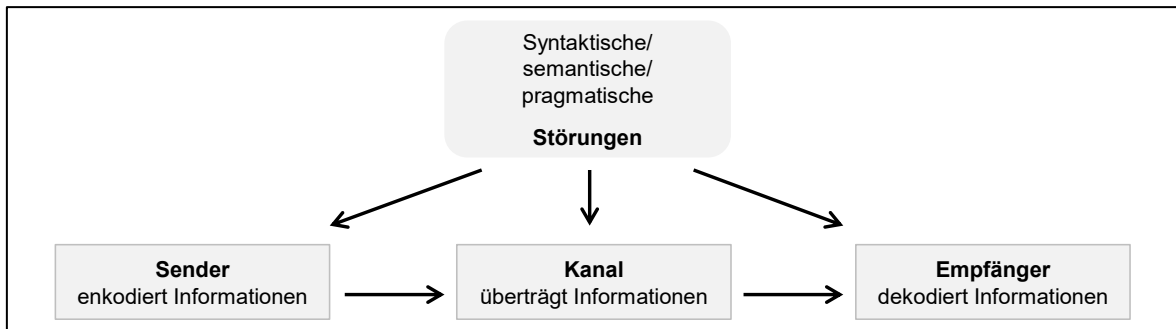 Syntaktische/
semantische/
pragmatische
Störungen
Sender
enkodiert Informationen
Kanal
überträgt Informationen
Empfänger
dekodiert Informationen